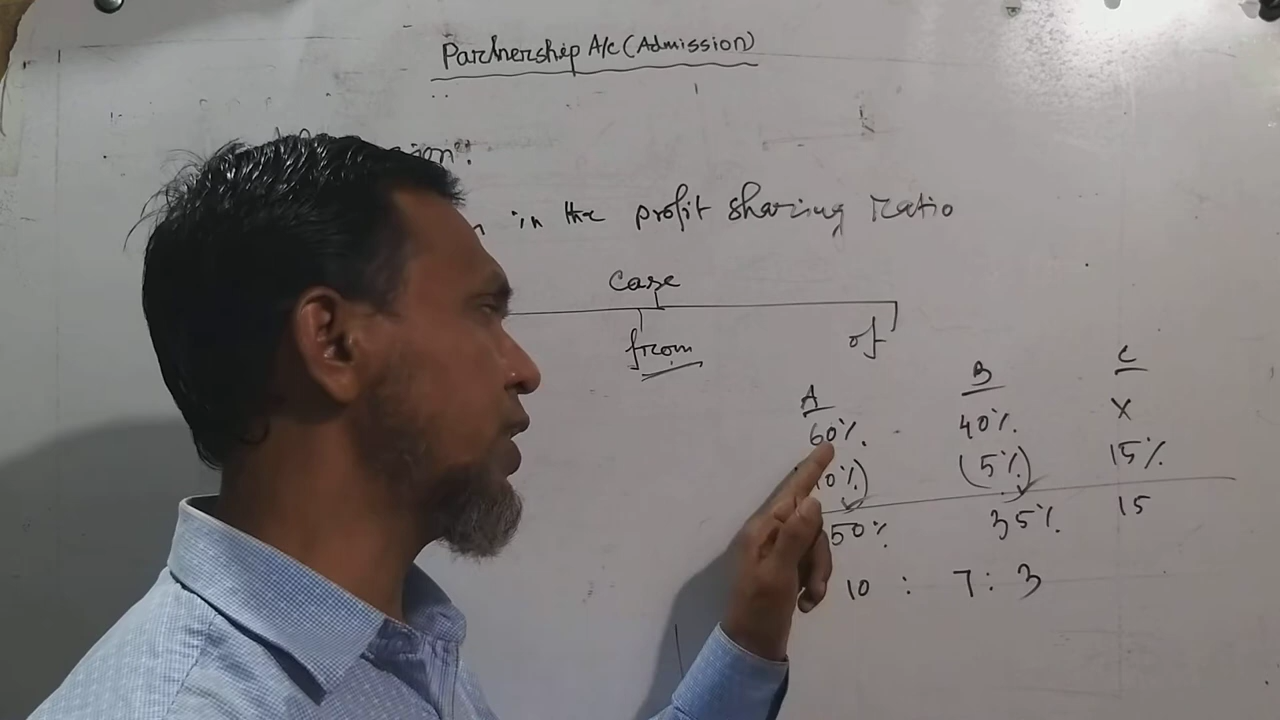 Partnership A/c (Admission)
in the profit sharing ratio
Case
from of
A B C
60% 40% X
0%) (5%) 15%
50% 35% 15
10 : 7 : 3